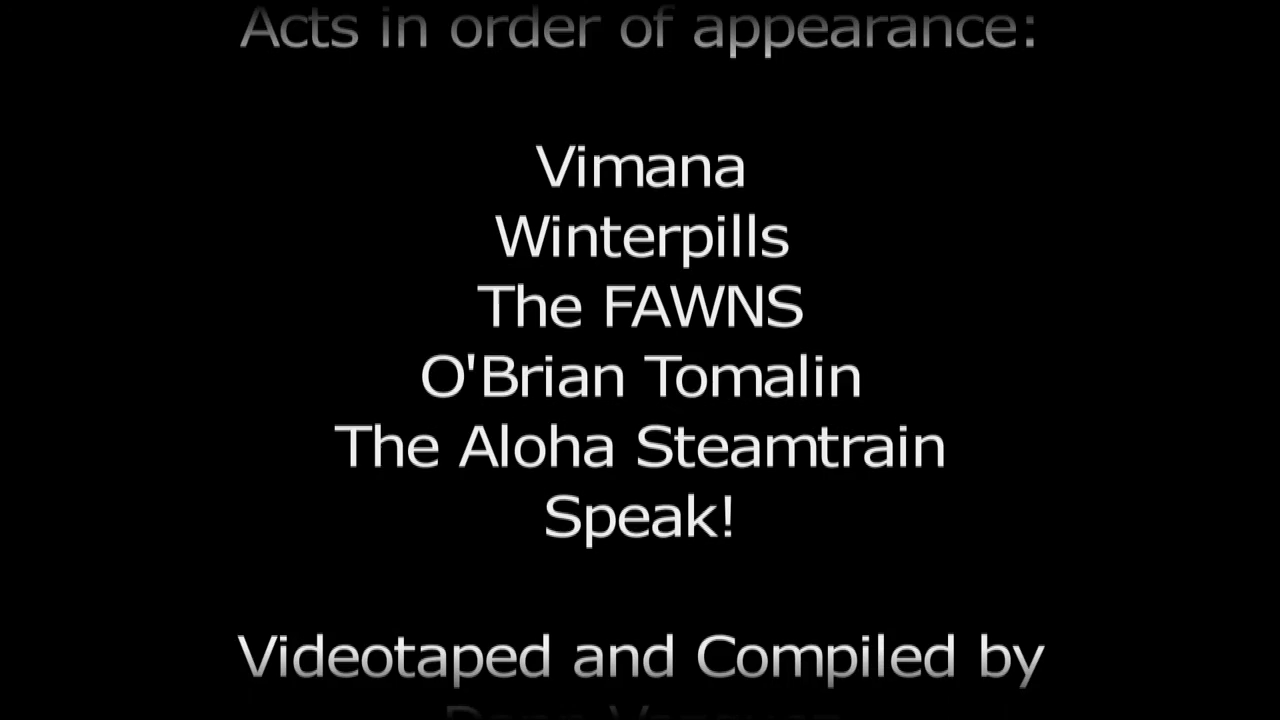 Acts in order of appearance:
Vimana
Winterpills
The FAWNS
O'Brian Tomalin
The Aloha Steamtrain
Speak!
Videotaped and Compiled by